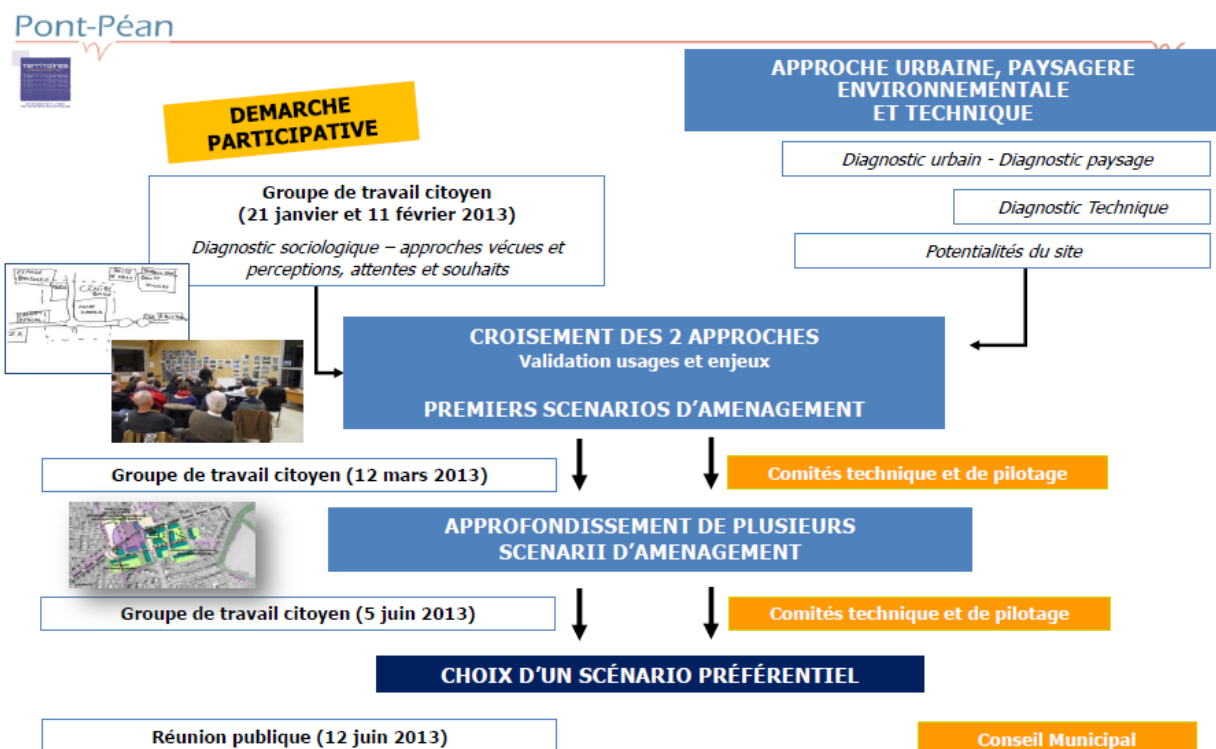 Pont-Péan
territoires
DEMARCHE
PARTICIPATIVE
APPROCHE URBAINE, PAYSAGERE
ENVIRONNEMENTALE
ET TECHNIQUE
Diagnostic urbain - Diagnostic paysage
Diagnostic Technique
Potentialités du site
Groupe de travail citoyen
(21 janvier et 11 février 2013)
Diagnostic sociologique – approches vécues et
perceptions, attentes et souhaits
CROISEMENT DES 2 APPROCHES
Validation usages et enjeux
PREMIERS SCENARIOS D'AMENAGEMENT
Groupe de travail citoyen (12 mars 2013)
Comités technique et de pilotage
APPROFONDISSEMENT DE PLUSIEURS
SCENARII D'AMENAGEMENT
Groupe de travail citoyen (5 juin 2013)
Comités technique et de pilotage
CHOIX D'UN SCÉNARIO PRÉFÉRENTIEL
Réunion publique (12 juin 2013)
Conseil Municipal